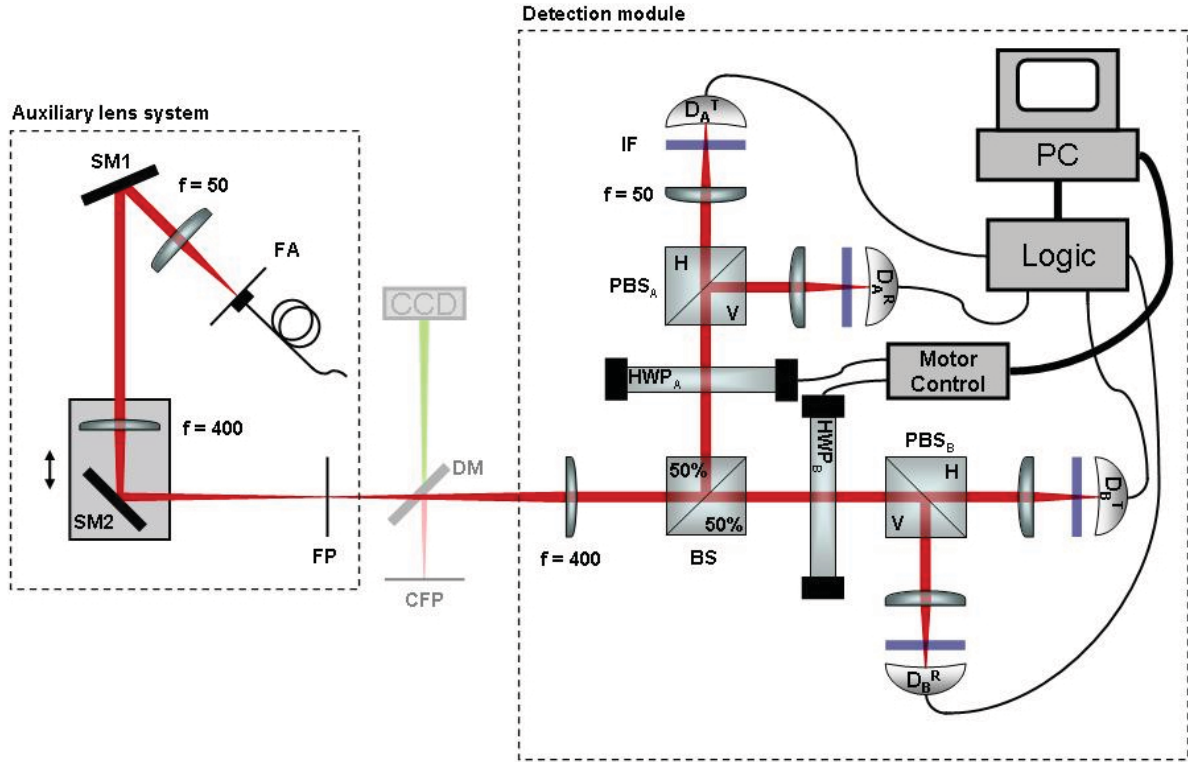 Detection module
Auxiliary lens system
SM1
f = 50
FA
f = 400
SM2
FP
CCD
DM
CFP
f = 400
50%
50%
BS
HWP_A
HWP_B
PBS_A
H
V
f = 50
IF
D_A^T
D_A^R
PBS_B
H
V
D_B^T
D_B^R
PC
Logic
Motor
Control